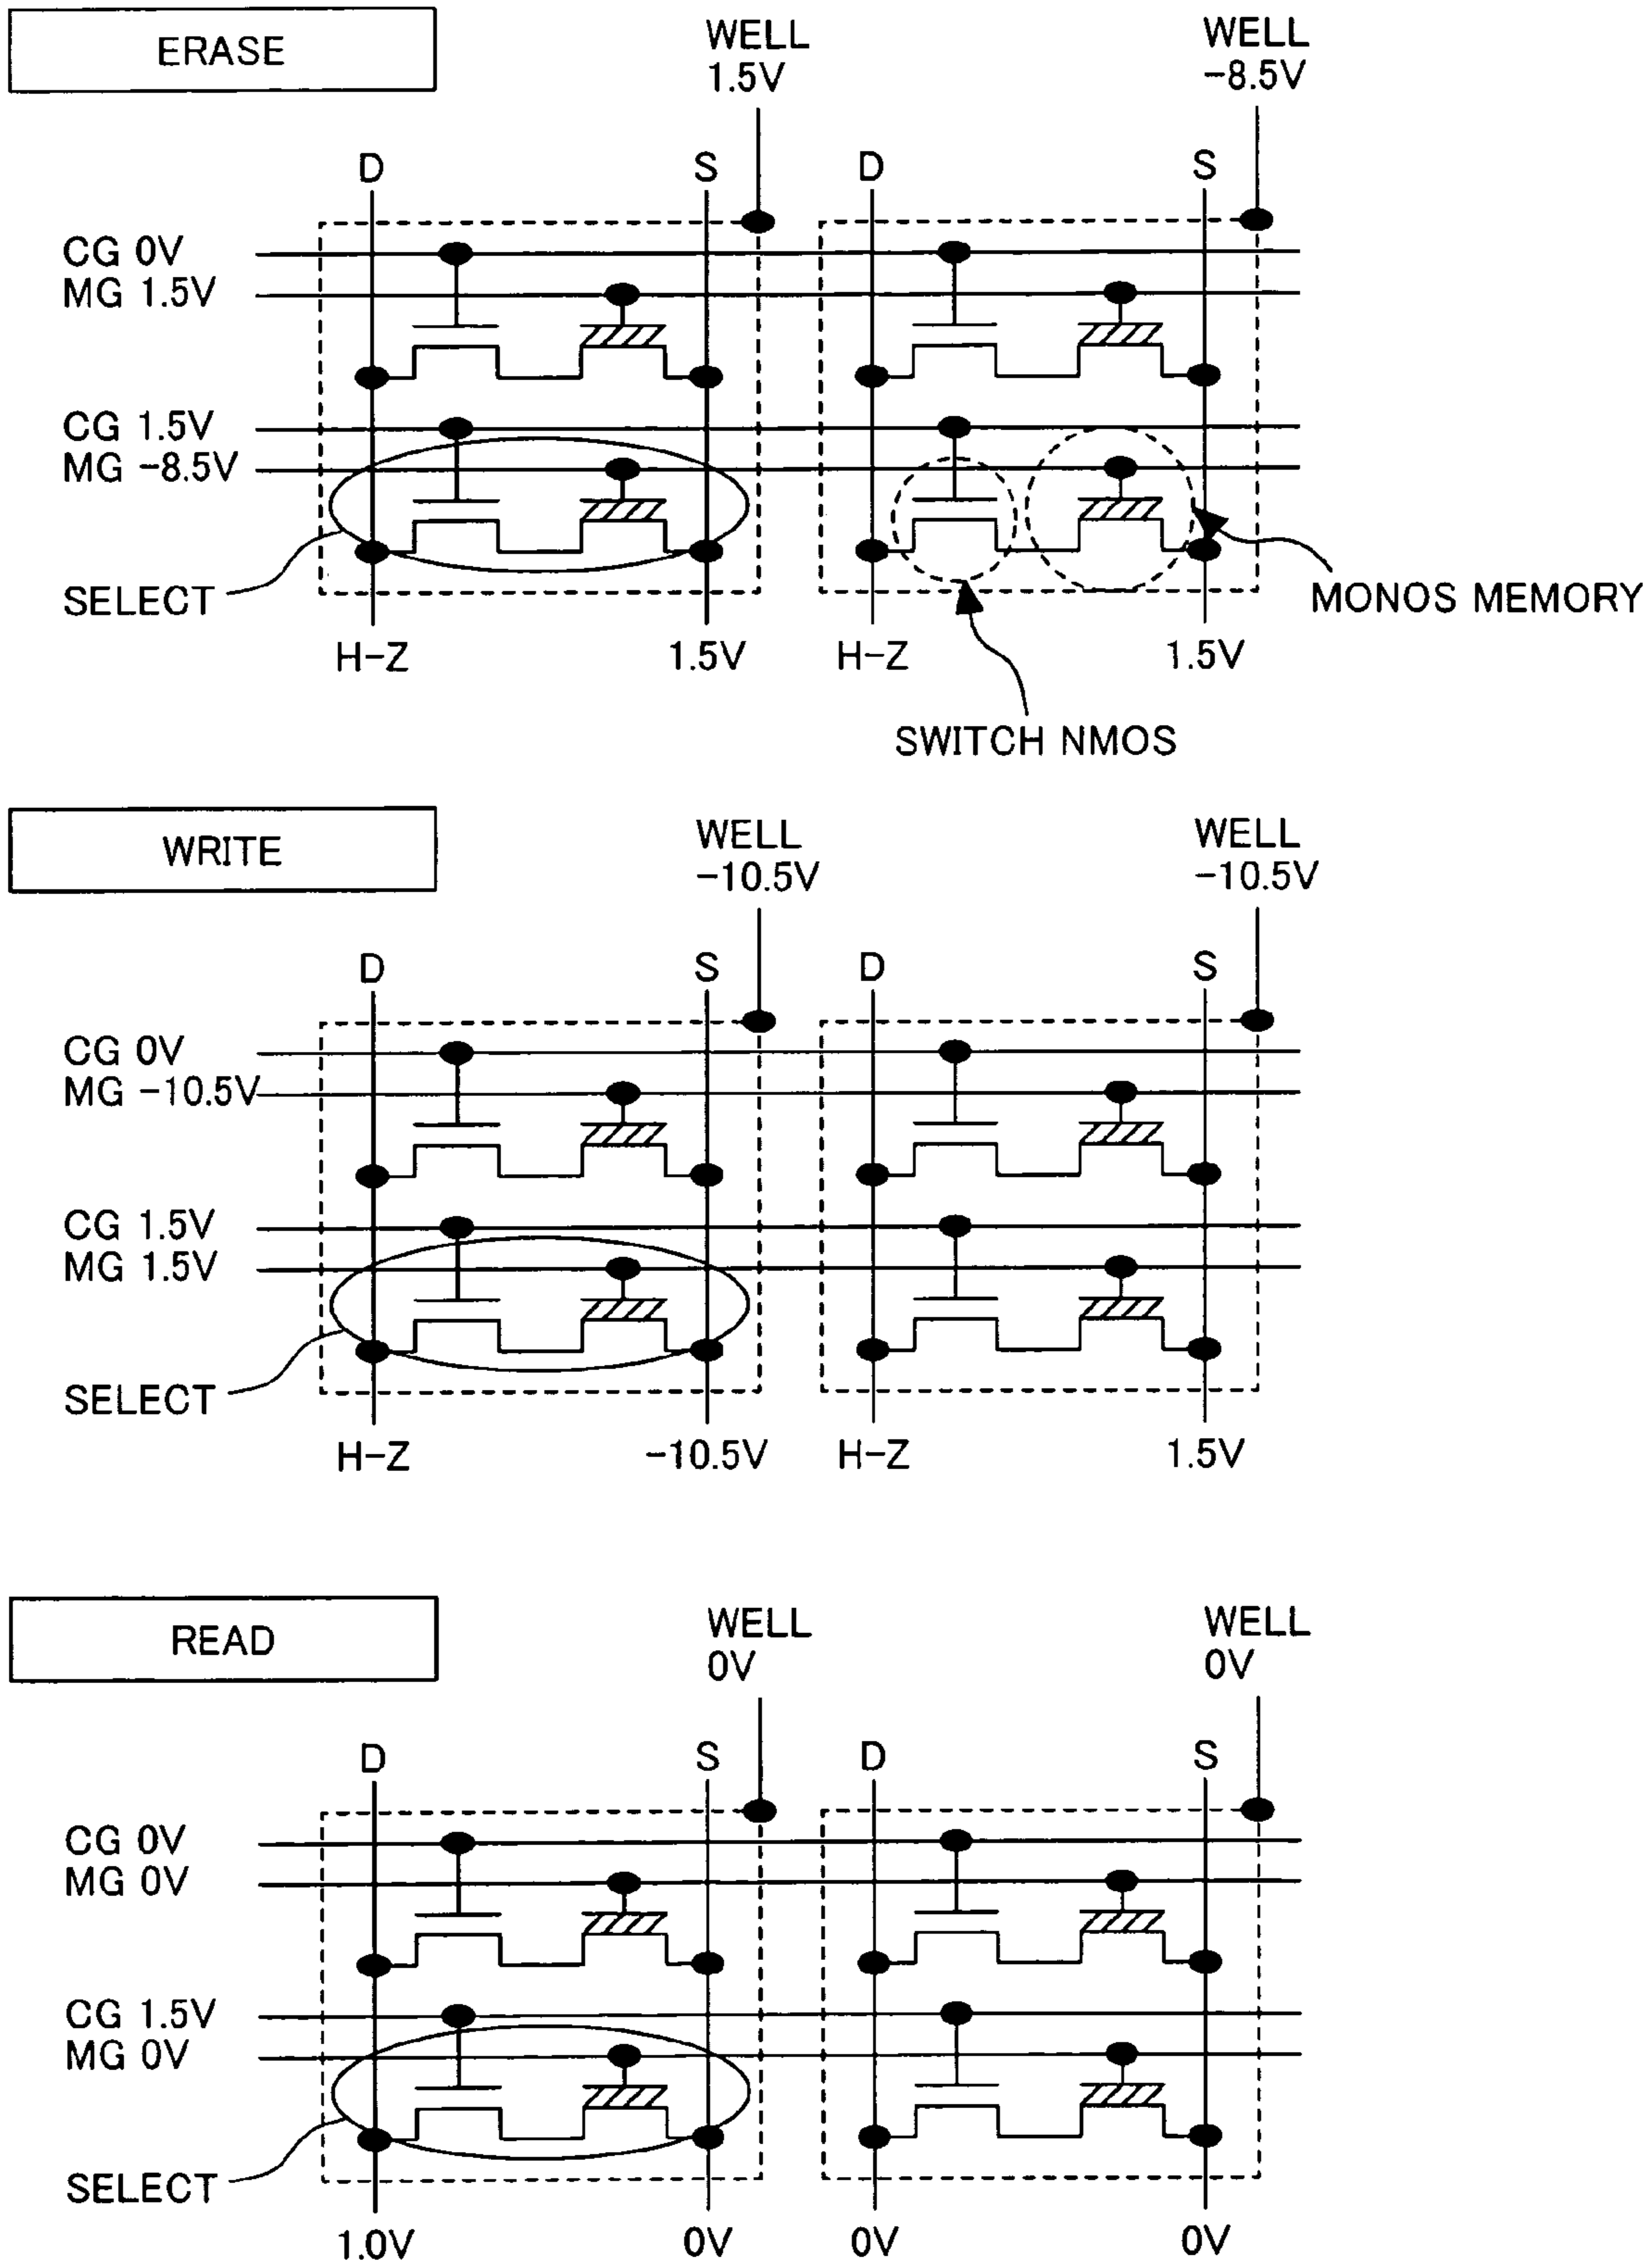 ERASE
WELL
1.5V
WELL
-8.5V
D
S
D
S
CG 0V
MG 1.5V
CG 1.5V
MG -8.5V
SELECT
MONOS MEMORY
H-Z
1.5V
H-Z
1.5V
SWITCH NMOS
WRITE
WELL
-10.5V
WELL
-10.5V
D
S
D
S
CG 0V
MG -10.5V
CG 1.5V
MG 1.5V
SELECT
H-Z
-10.5V
H-Z
1.5V
READ
WELL
0V
WELL
0V
D
S
D
S
CG 0V
MG 0V
CG 1.5V
MG 0V
SELECT
1.0V
0V
0V
0V